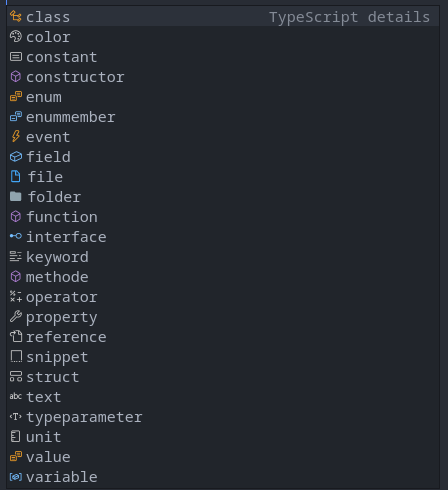 class TypeScript details
color
constant
constructor
enum
enummember
event
field
file
folder
function
interface
keyword
methode
operator
property
reference
snippet
struct
abc text
<T> typeparameter
unit
value
variable